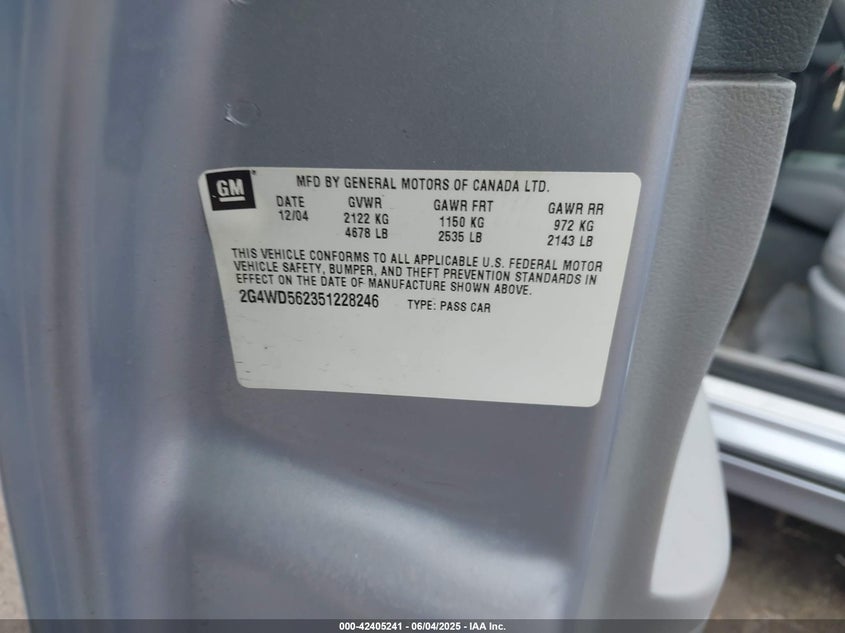 GM
MFD BY GENERAL MOTORS OF CANADA LTD.
DATE GVWR GAWR FRT GAWR RR
12/04 2122 KG 1150 KG 972 KG
4678 LB 2535 LB 2143 LB
THIS VEHICLE CONFORMS TO ALL APPLICABLE U.S. FEDERAL MOTOR
VEHICLE SAFETY, BUMPER, AND THEFT PREVENTION STANDARDS IN
EFFECT ON THE DATE OF MANUFACTURE SHOWN ABOVE.
2G4WD562351228246 TYPE: PASS CAR
000-42405241 - 06/04/2025 - IAA Inc.